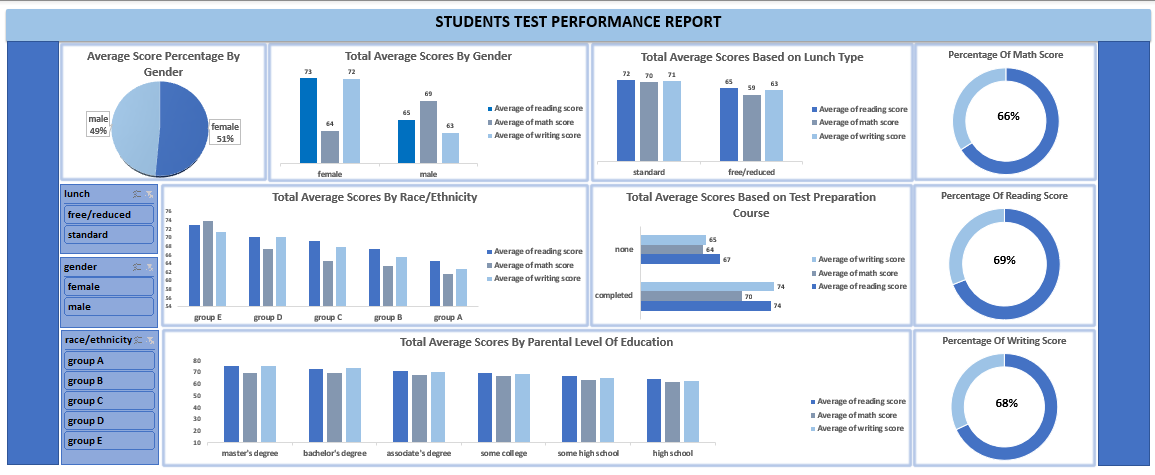 STUDENTS TEST PERFORMANCE REPORT
Average Score Percentage By
Gender
male
49%
female
51%
Total Average Scores By Gender
73
64
72
65
69
63
female
male
Average of reading score
Average of math score
Average of writing score
Total Average Scores Based on Lunch Type
72
70
71
65
59
63
standard
free/reduced
Average of reading score
Average of math score
Average of writing score
Percentage Of Math Score
66%
lunch
free/reduced
standard
gender
female
male
race/ethnicity
group A
group B
group C
group D
group E
Total Average Scores By Race/Ethnicity
76
74
72
70
68
66
64
62
60
58
56
54
group E
group D
group C
group B
group A
Average of reading score
Average of math score
Average of writing score
Total Average Scores Based on Test Preparation
Course
none
65
64
67
completed
74
70
74
Average of writing score
Average of math score
Average of reading score
Percentage Of Reading Score
69%
Total Average Scores By Parental Level Of Education
80
70
60
50
40
30
20
10
master's degree
bachelor's degree
associate's degree
some college
some high school
high school
Average of reading score
Average of math score
Average of writing score
Percentage Of Writing Score
68%